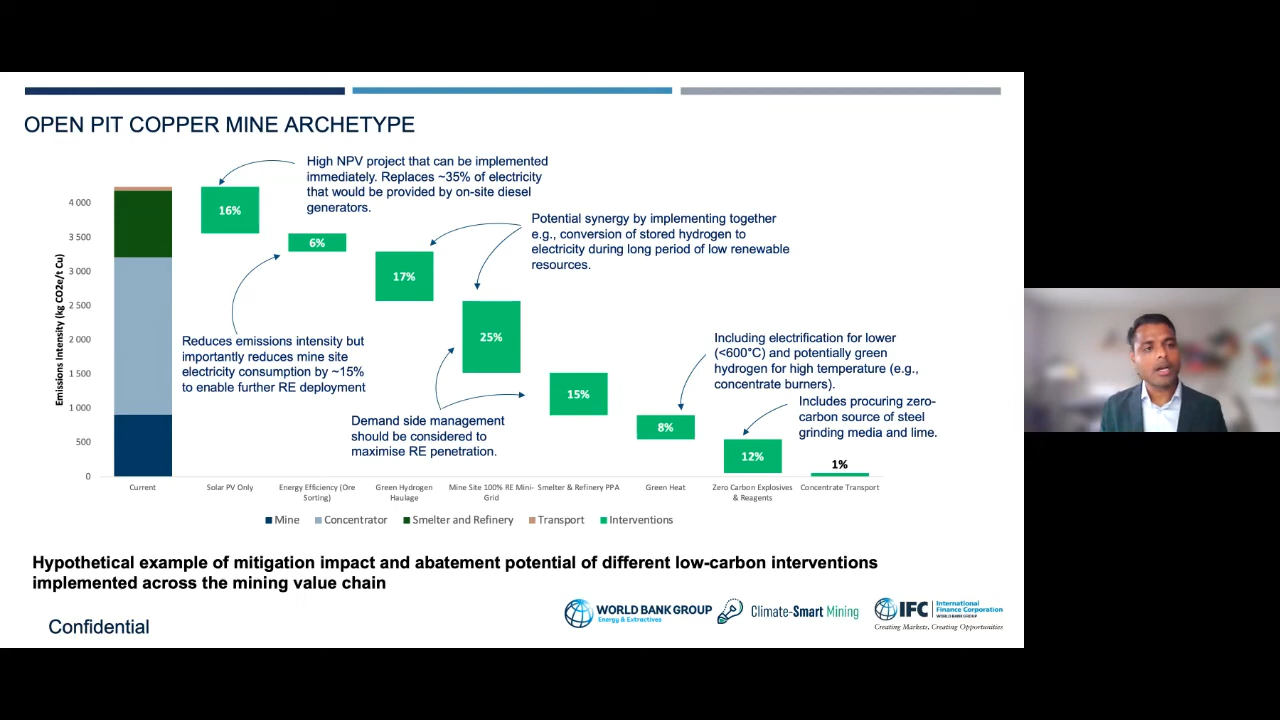 OPEN PIT COPPER MINE ARCHETYPE
High NPV project that can be implemented
immediately. Replaces ~35% of electricity
that would be provided by on-site diesel
generators.
Potential synergy by implementing together
e.g., conversion of stored hydrogen to
electricity during long period of low renewable
resources.
Reduces emissions intensity but
importantly reduces mine site
electricity consumption by ~15%
to enable further RE deployment
Demand side management
should be considered to
maximise RE penetration.
Including electrification for lower
(<600°C) and potentially green
hydrogen for high temperature (e.g.,
concentrate burners).
Includes procuring zero-
carbon source of steel
grinding media and lime.
Emissions Intensity (kg CO2e/t Cu)
4 000
3 500
3 000
2 500
2 000
1 500
1 000
500
0
16%
6%
17%
25%
15%
8%
12%
1%
Current
Solar PV Only
Energy Efficiency (Ore
Sorting)
Green Hydrogen
Haulage
Mine Site 100% RE Mini-
Grid
Smelter & Refinery PPA
Green Heat
Zero Carbon Explosives
& Reagents
Concentrate Transport
Mine Concentrator Smelter and Refinery Transport Interventions
Hypothetical example of mitigation impact and abatement potential of different low-carbon interventions
implemented across the mining value chain
Confidential
WORLD BANK GROUP
Energy & Extractives
Climate-Smart Mining
IFC
International
Finance Corporation
WORLD BANK GROUP
Creating Markets, Creating Opportunities